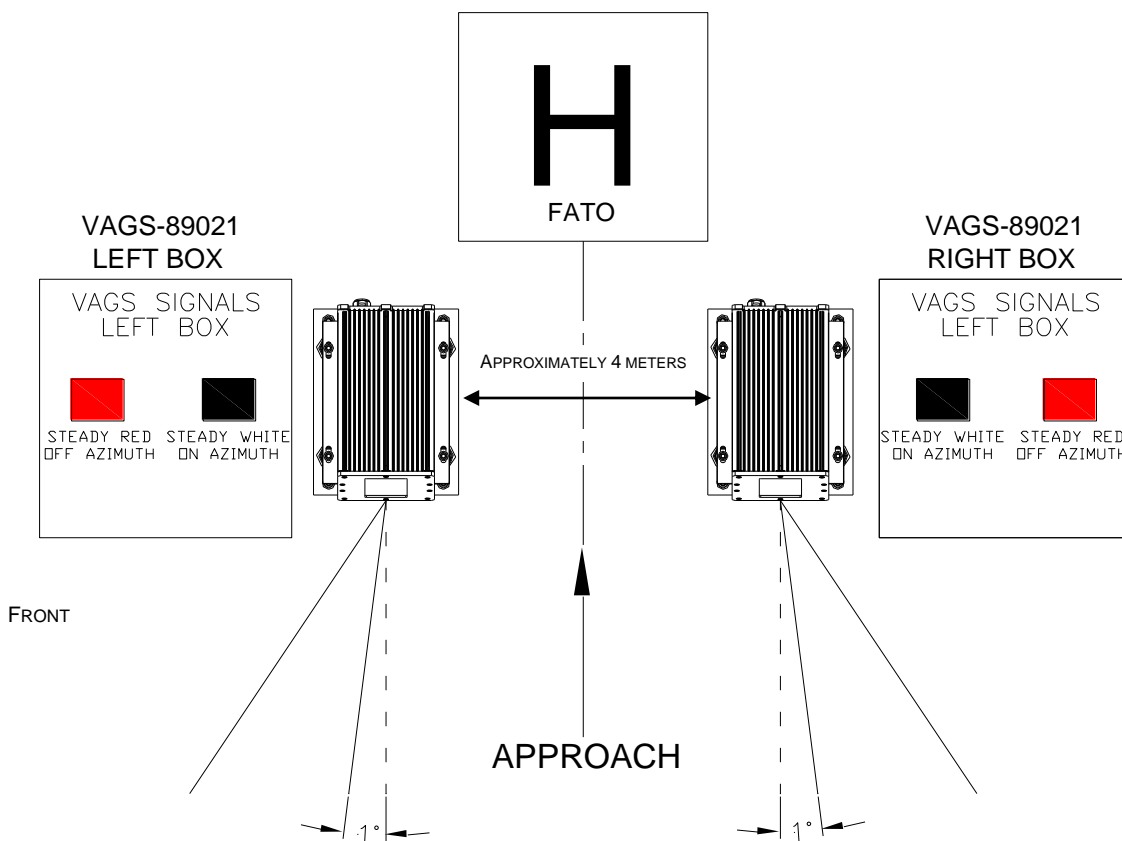 H
FATO
VAGS-89021
LEFT BOX
VAGS SIGNALS
LEFT BOX
STEADY RED
OFF AZIMUTH
STEADY WHITE
ON AZIMUTH
APPROXIMATELY 4 METERS
VAGS-89021
RIGHT BOX
VAGS SIGNALS
LEFT BOX
STEADY WHITE
ON AZIMUTH
STEADY RED
OFF AZIMUTH
FRONT
APPROACH
1°
1°